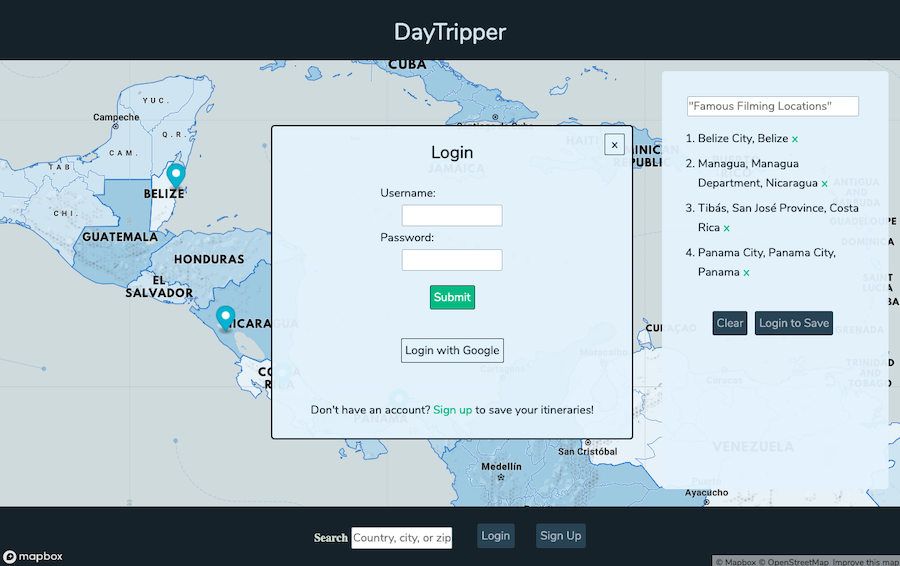 DayTripper
CUBA
YUC.
Campeche
Q.R.
CAM.
TAB.
BELIZE
CHI.
GUATEMALA
HONDURAS
EL
SALVADOR
NICARAGUA
Login
x
Username:
Password:
Submit
Login with Google
Don't have an account? Sign up to save your itineraries!
HAITI
JAMAICA
PANAMA
"Famous Filming Locations"
1. Belize City, Belize x
2. Managua, Managua
Department, Nicaragua x
3. Tibás, San José Province, Costa
Rica x
4. Panama City, Panama City,
Panama x
Clear
Login to Save
ANTIGUA
AND
GUADELOUPE
DOMINICA
SAINT
LUCIA
GRENADA
TRINIDAD
AND
TOBAGO
CURAÇAO
Caracas
VENEZUELA
San Cristóbal
Medellín
Puerto
Ayacucho
Search
Country, city, or zip
Login
Sign Up
mapbox
© Mapbox © OpenStreetMap Improve this map